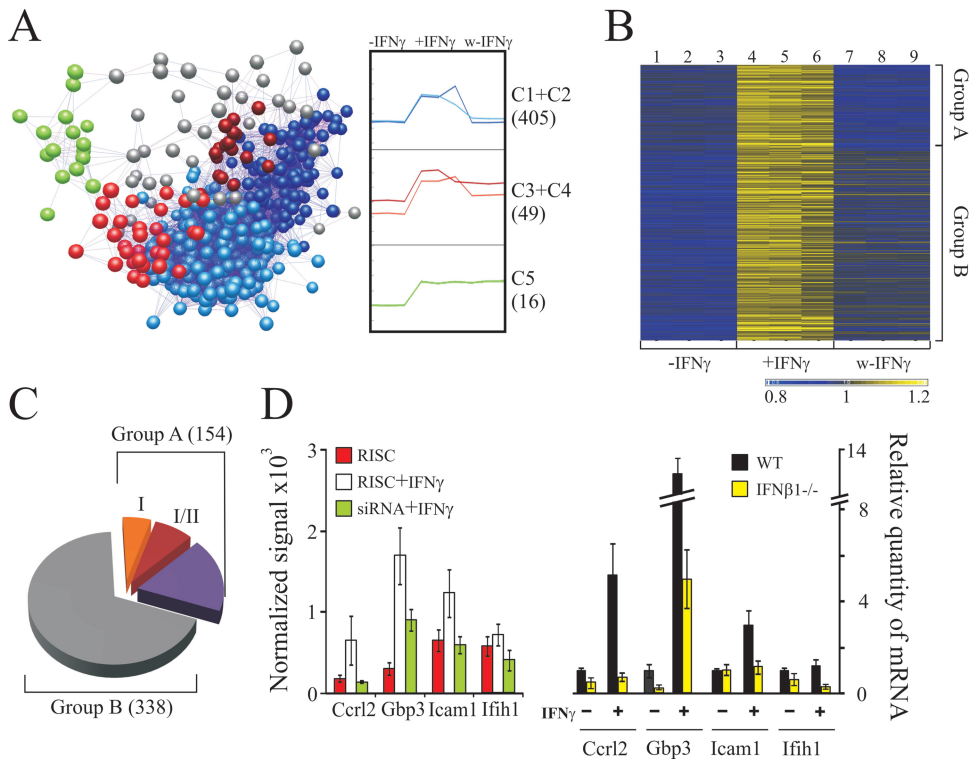 A
-IFNγ +IFNγ w-IFNγ
C1+C2
(405)
C3+C4
(49)
C5
(16)
B
1 2 3 4 5 6 7 8 9
Group A
Group B
-IFNγ +IFNγ w-IFNγ
0.8 1 1.2
C
Group A (154)
I
I/II
Group B (338)
D
Normalized signal x10³
3
2
1
0
RISC
RISC+IFNγ
siRNA+IFNγ
Ccrl2 Gbp3 Icam1 Ifih1
WT
IFNβ1-/-
14
8
4
0
Relative quantity of mRNA
IFNγ − + − + − + − +
Ccrl2 Gbp3 Icam1 Ifih1